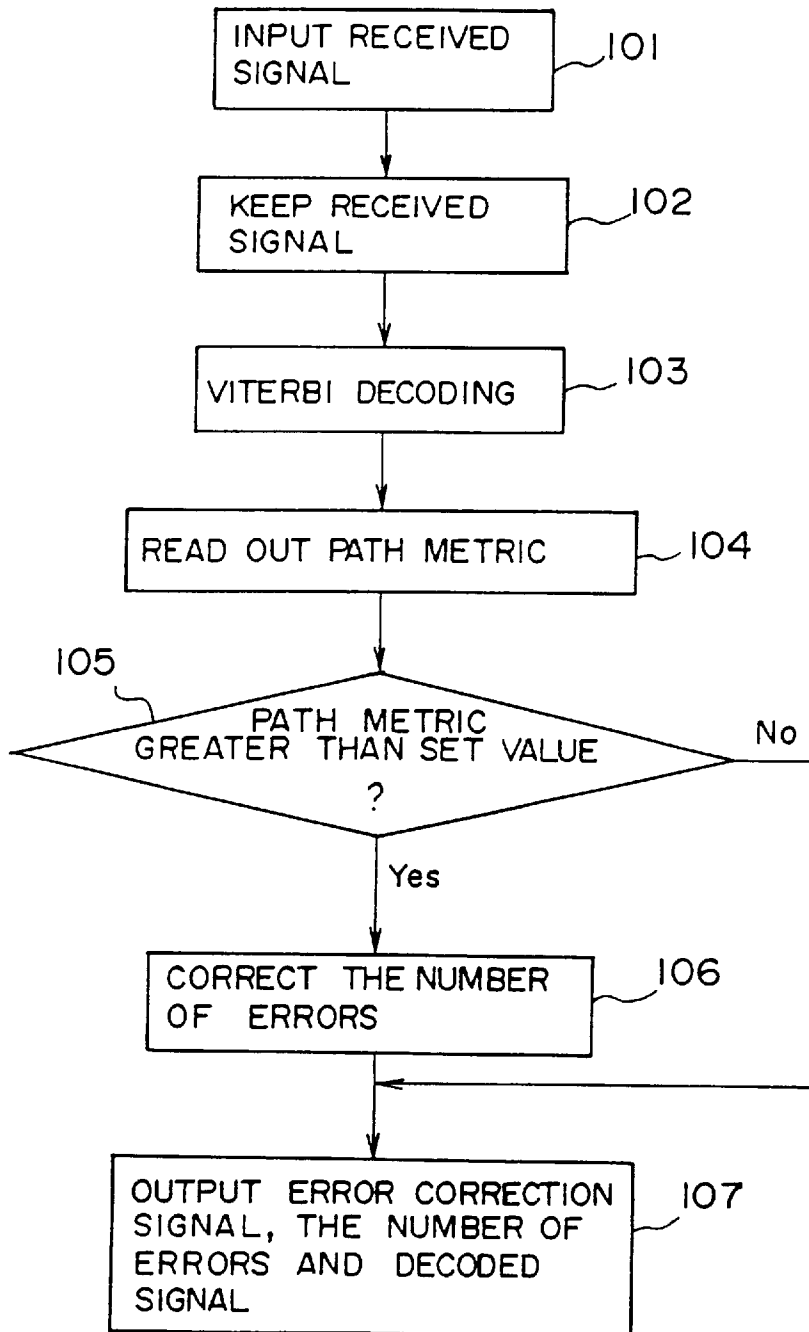 INPUT RECEIVED
SIGNAL
101
KEEP RECEIVED
SIGNAL
102
VITERBI DECODING
103
READ OUT PATH METRIC
104
105
PATH METRIC
GREATER THAN SET VALUE
?
No
Yes
CORRECT THE NUMBER
OF ERRORS
106
OUTPUT ERROR CORRECTION
SIGNAL, THE NUMBER OF
ERRORS AND DECODED
SIGNAL
107